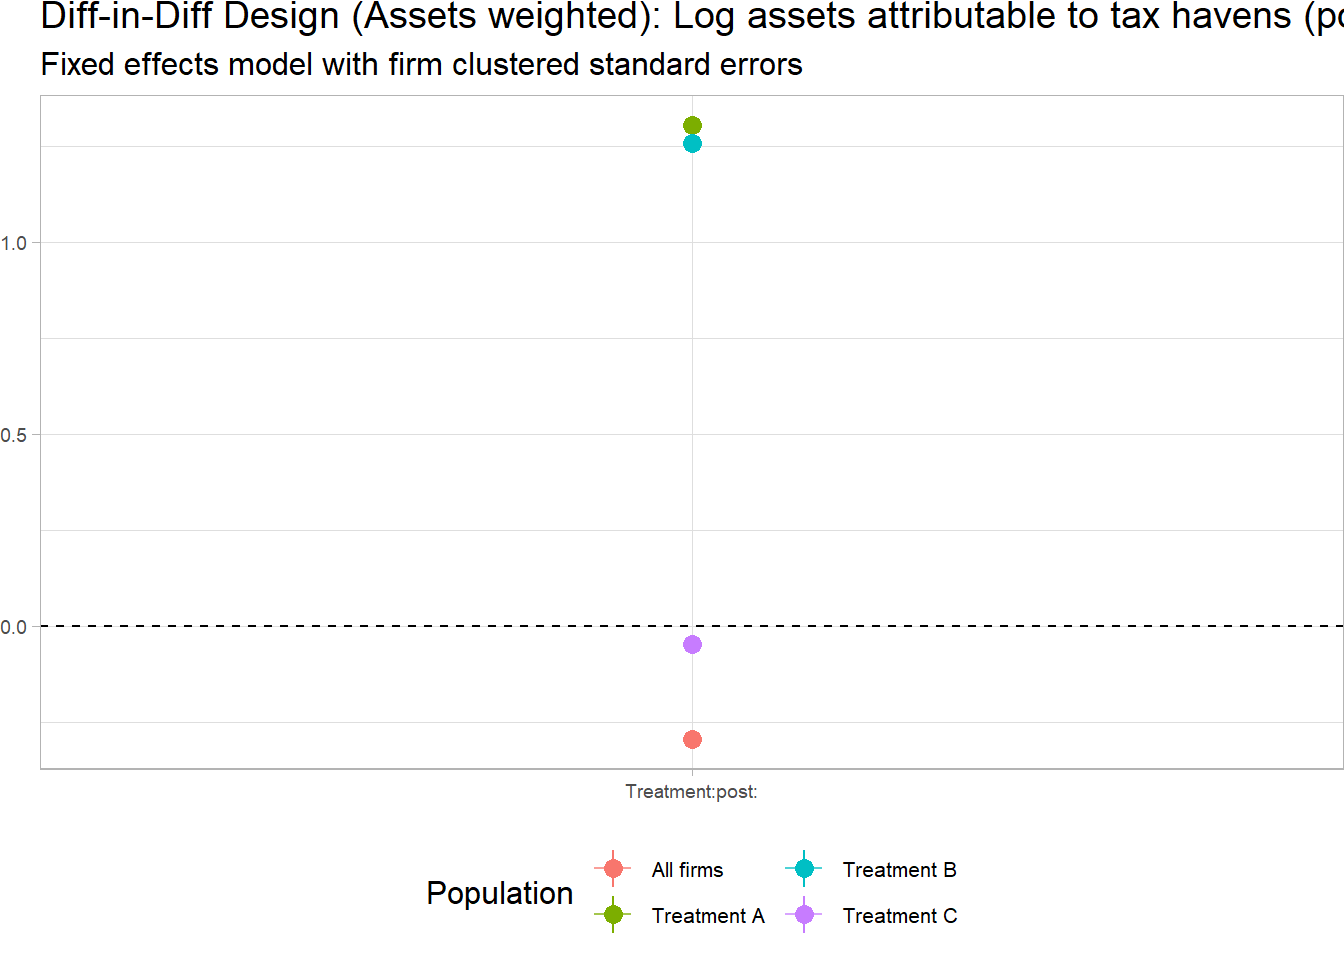 Diff-in-Diff Design (Assets weighted): Log assets attributable to tax havens (po
Fixed effects model with firm clustered standard errors
1.0
0.5
0.0
Treatment:post:
Population
All firms
Treatment B
Treatment A
Treatment C